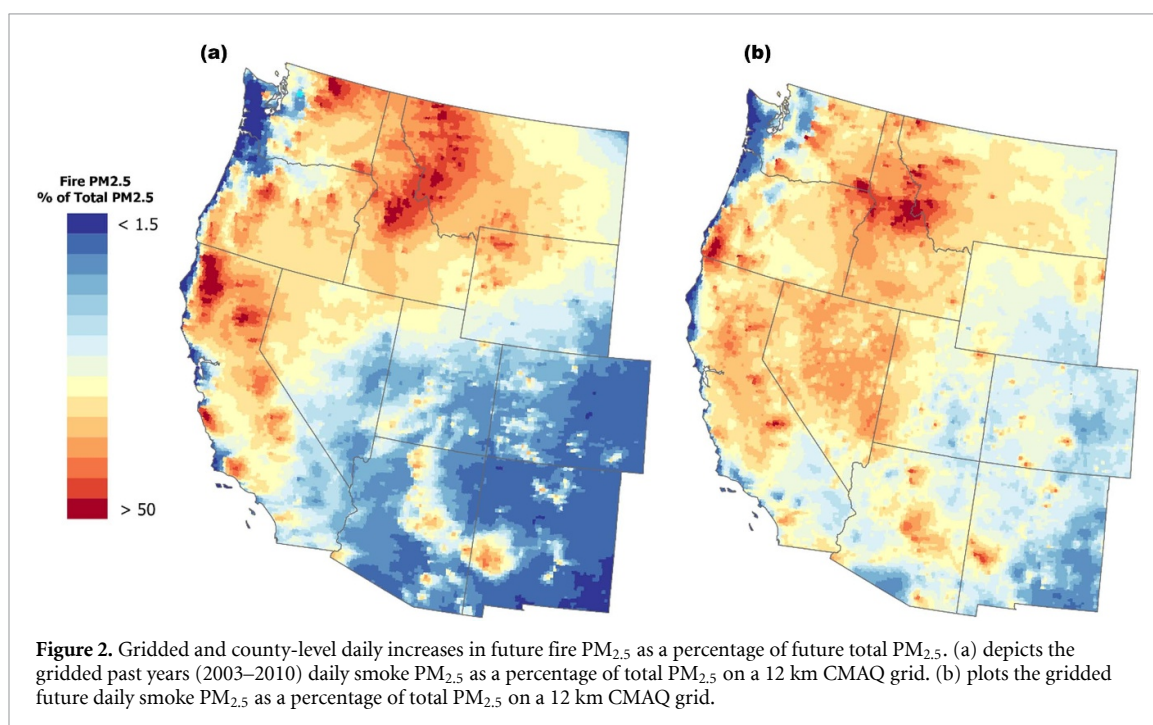 (a)
(b)
Fire PM2.5
% of Total PM2.5
< 1.5
> 50
Figure 2. Gridded and county-level daily increases in future fire PM2.5 as a percentage of future total PM2.5. (a) depicts the
gridded past years (2003–2010) daily smoke PM2.5 as a percentage of total PM2.5 on a 12 km CMAQ grid. (b) plots the gridded
future daily smoke PM2.5 as a percentage of total PM2.5 on a 12 km CMAQ grid.